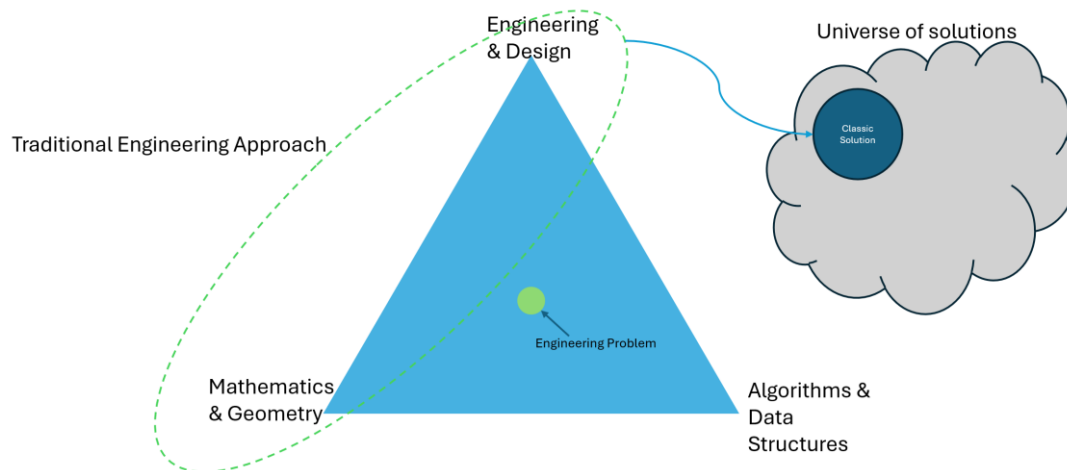 Engineering
& Design
Universe of solutions
Classic
Solution
Traditional Engineering Approach
Engineering Problem
Mathematics
& Geometry
Algorithms &
Data
Structures